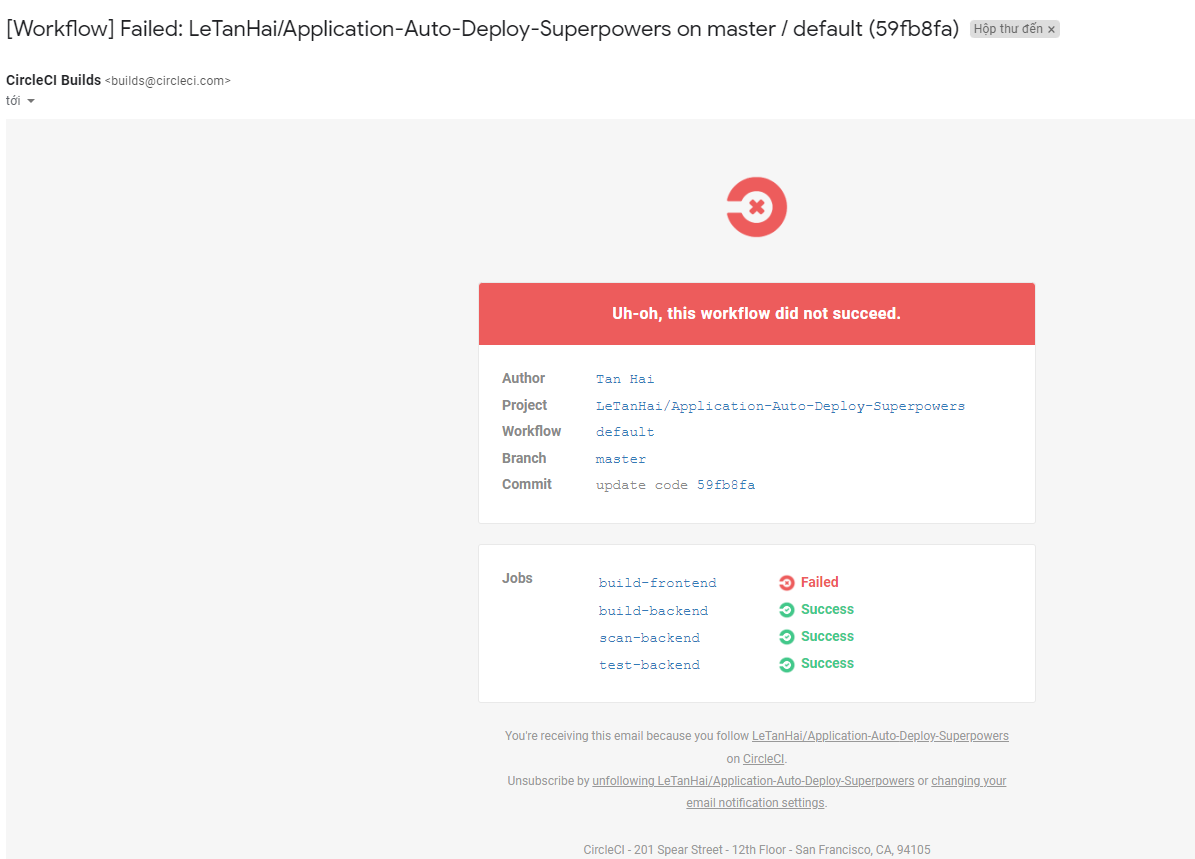 [Workflow] Failed: LeTanHai/Application-Auto-Deploy-Superpowers on master / default (59fb8fa) Hộp thư đến ×
CircleCI Builds <builds@circleci.com>
tới
Uh-oh, this workflow did not succeed.
Author Tan Hai
Project LeTanHai/Application-Auto-Deploy-Superpowers
Workflow default
Branch master
Commit update code 59fb8fa
Jobs build-frontend Failed
build-backend Success
scan-backend Success
test-backend Success
You're receiving this email because you follow LeTanHai/Application-Auto-Deploy-Superpowers
on CircleCI.
Unsubscribe by unfollowing LeTanHai/Application-Auto-Deploy-Superpowers or changing your
email notification settings.
CircleCI - 201 Spear Street - 12th Floor - San Francisco, CA, 94105